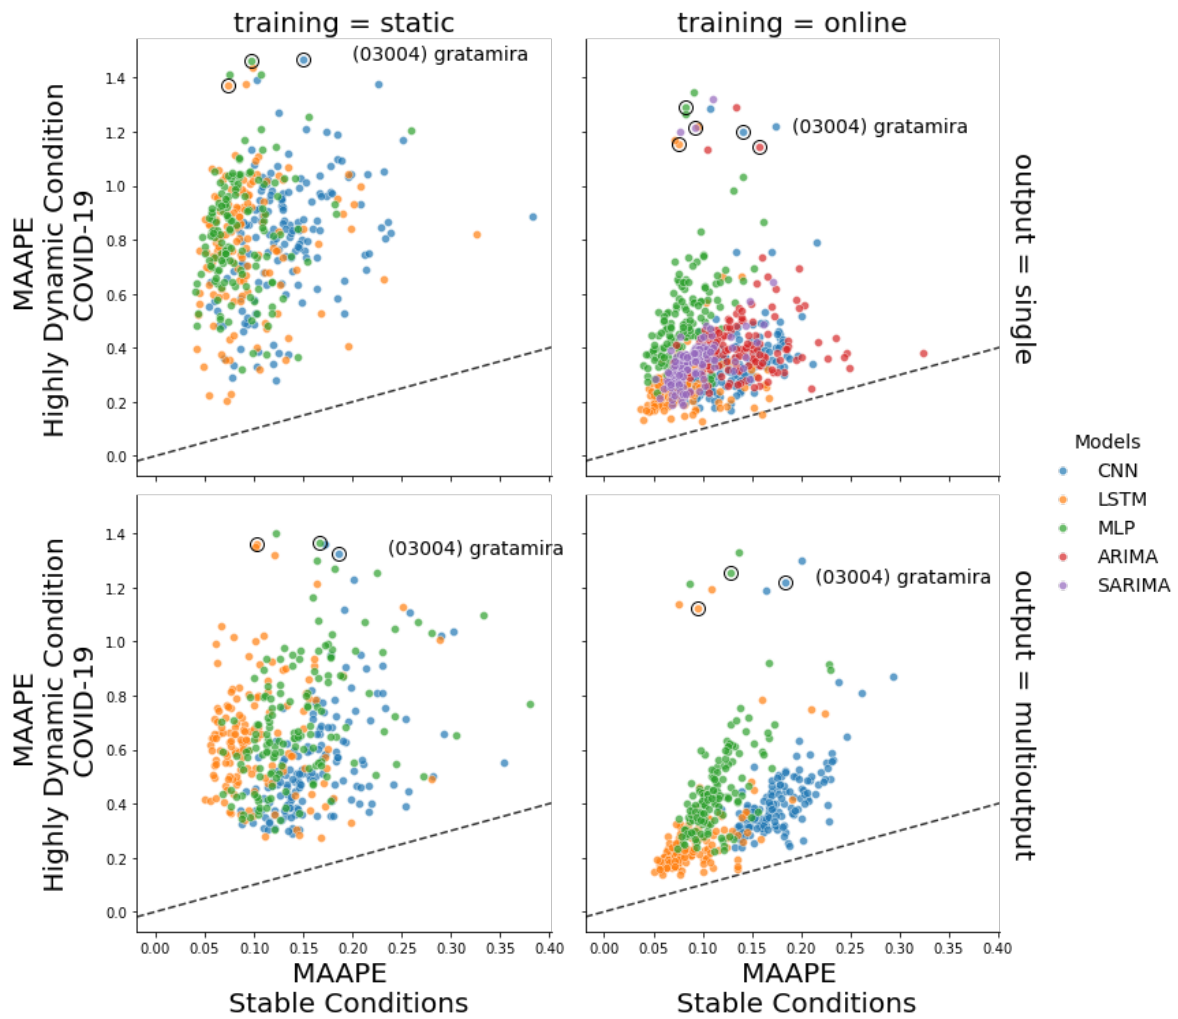 training = static
training = online
(03004) gratamira
(03004) gratamira
1.4
1.2
1.0
0.8
0.6
0.4
0.2
0.0
MAAPE
Highly Dynamic Condition
COVID-19
output = single
Models
CNN
LSTM
MLP
ARIMA
SARIMA
(03004) gratamira
(03004) gratamira
1.4
1.2
1.0
0.8
0.6
0.4
0.2
0.0
MAAPE
Highly Dynamic Condition
COVID-19
output = multioutput
0.00 0.05 0.10 0.15 0.20 0.25 0.30 0.35 0.40
0.00 0.05 0.10 0.15 0.20 0.25 0.30 0.35 0.40
MAAPE
Stable Conditions
MAAPE
Stable Conditions